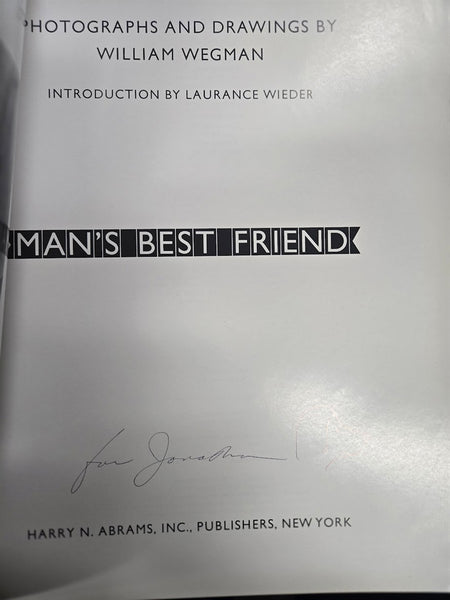 PHOTOGRAPHS AND DRAWINGS BY
WILLIAM WEGMAN
INTRODUCTION BY LAURANCE WIEDER
MAN'S BEST FRIEND
for Jonathan
HARRY N. ABRAMS, INC., PUBLISHERS, NEW YORK